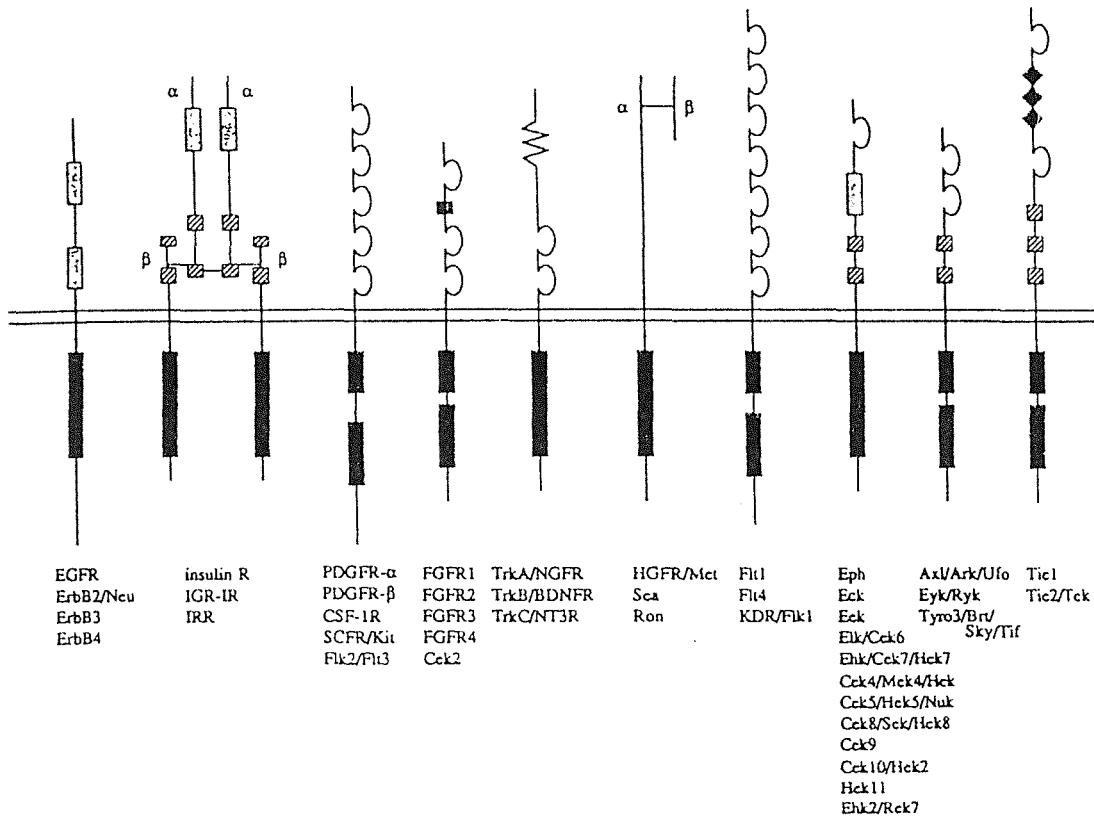 α α
β β
α β
EGFR
ErbB2/Neu
ErbB3
ErbB4
insulin R
IGR-IR
IRR
PDGFR-α
PDGFR-β
CSF-1R
SCFR/Kit
Flk2/Flt3
FGFR1
FGFR2
FGFR3
FGFR4
Cek2
TrkA/NGFR
TrkB/BDNFR
TrkC/NT3R
HGFR/Met
Sea
Ron
Flt1
Flt4
KDR/Flk1
Eph
Eck
Eek
Elk/Cek6
Ehk/Cek7/Hek7
Cek4/Mek4/Hek
Cek5/Hek5/Nuk
Cek8/Sek/Hek8
Cek9
Cek10/Hek2
Hek11
Ehk2/Rek7
Axl/Ark/Ufo
Eyk/Ryk
Tyro3/Brt/
Sky/Tif
Tie1
Tie2/Tek